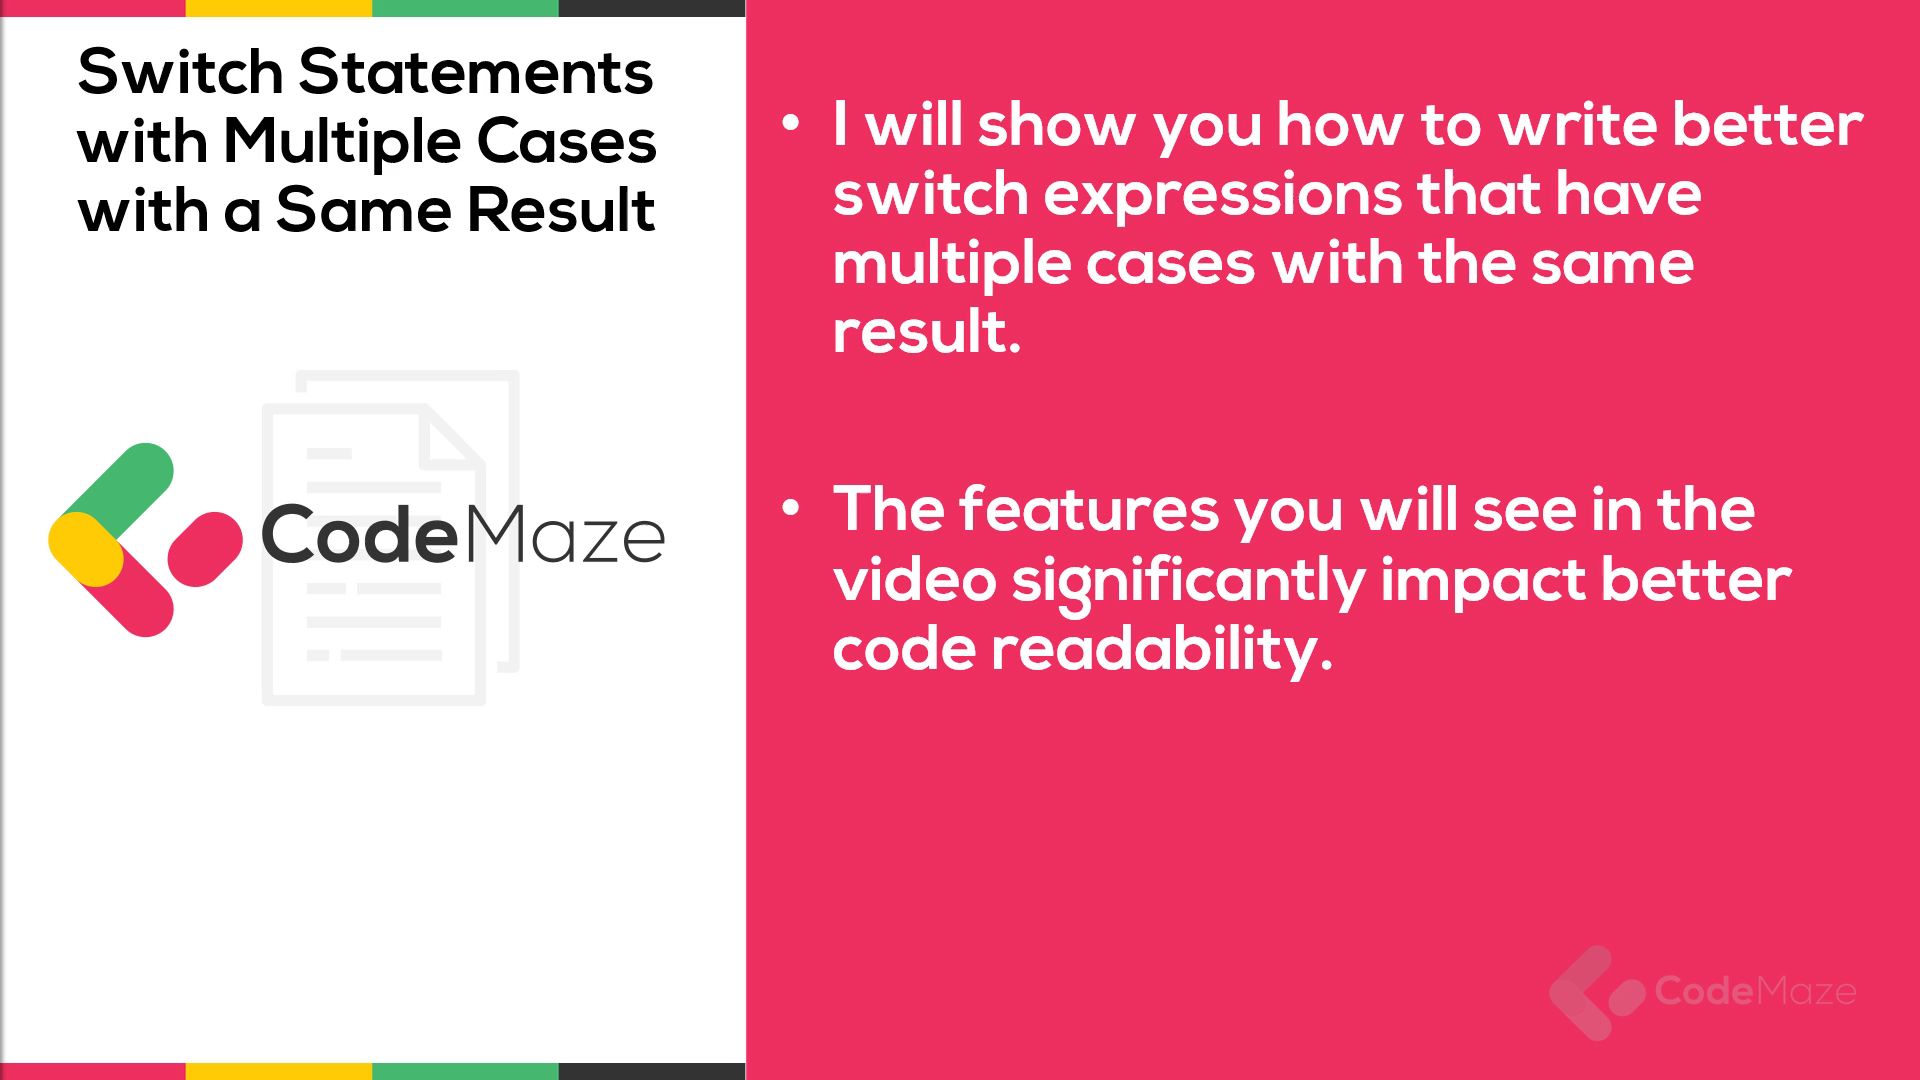 Switch Statements
with Multiple Cases
with a Same Result
CodeMaze
• I will show you how to write better
switch expressions that have
multiple cases with the same
result.
• The features you will see in the
video significantly impact better
code readability.
CodeMaze